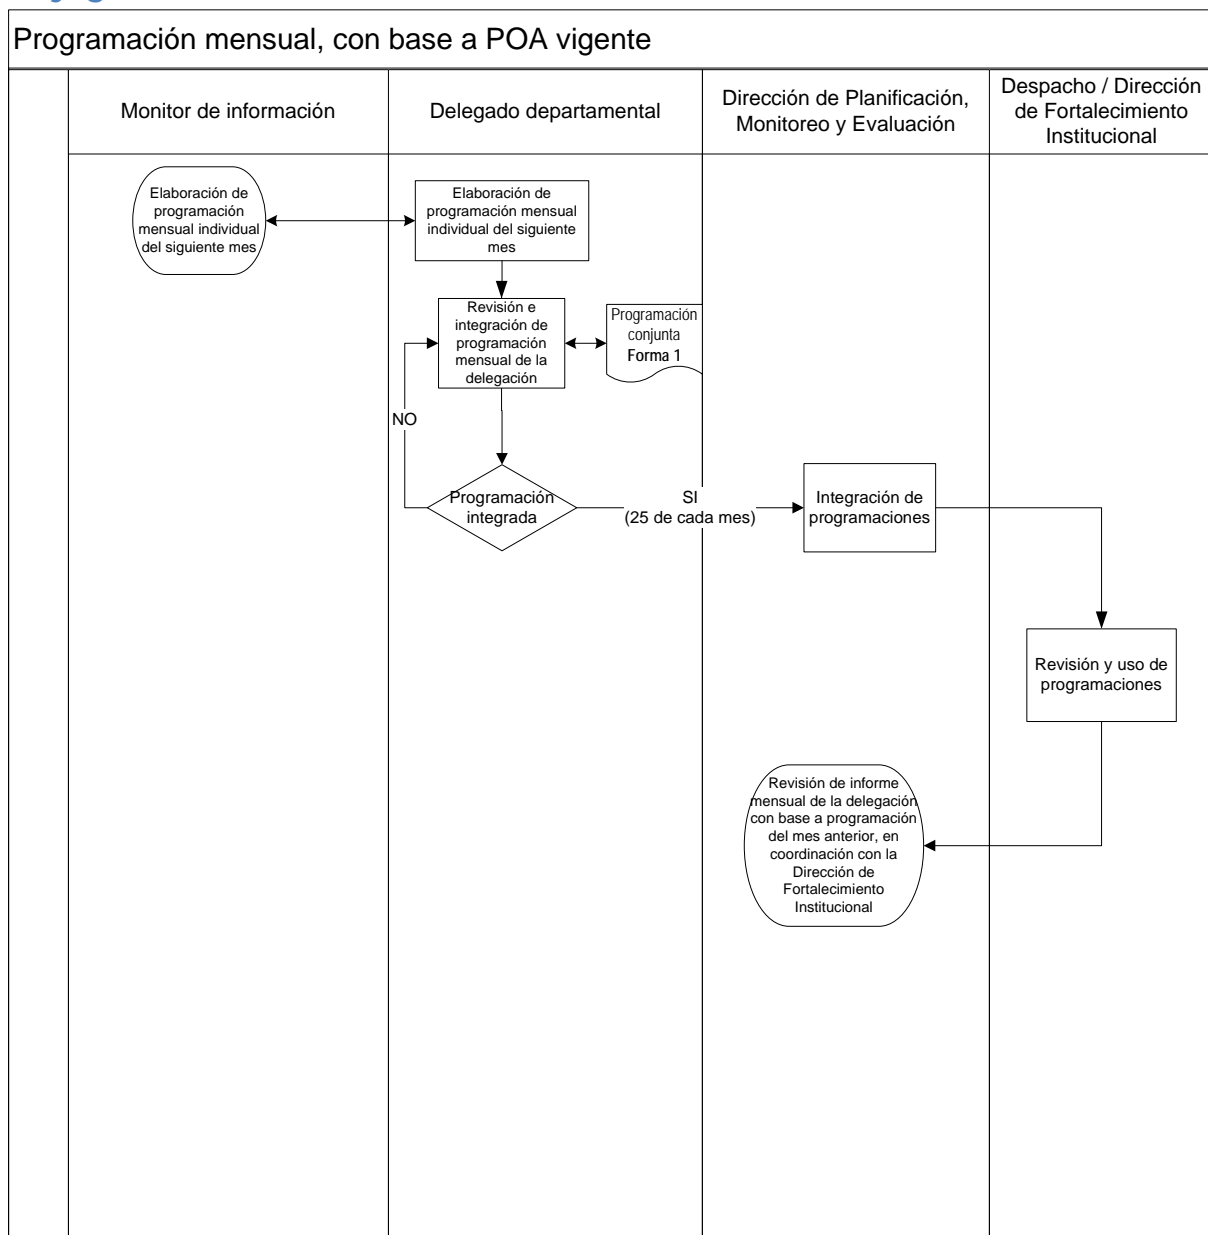 Programación mensual, con base a POA vigente
Monitor de información
Delegado departamental
Dirección de Planificación,
Monitoreo y Evaluación
Despacho / Dirección
de Fortalecimiento
Institucional
Elaboración de
programación
mensual individual
del siguiente mes
Elaboración de
programación mensual
individual del siguiente
mes
Revisión e
integración de
programación
mensual de la
delegación
Programación
conjunta
Forma 1
NO
Programación
integrada
SI
(25 de cada mes)
Integración de
programaciones
Revisión y uso de
programaciones
Revisión de informe
mensual de la delegación
con base a programación
del mes anterior, en
coordinación con la
Dirección de
Fortalecimiento
Institucional